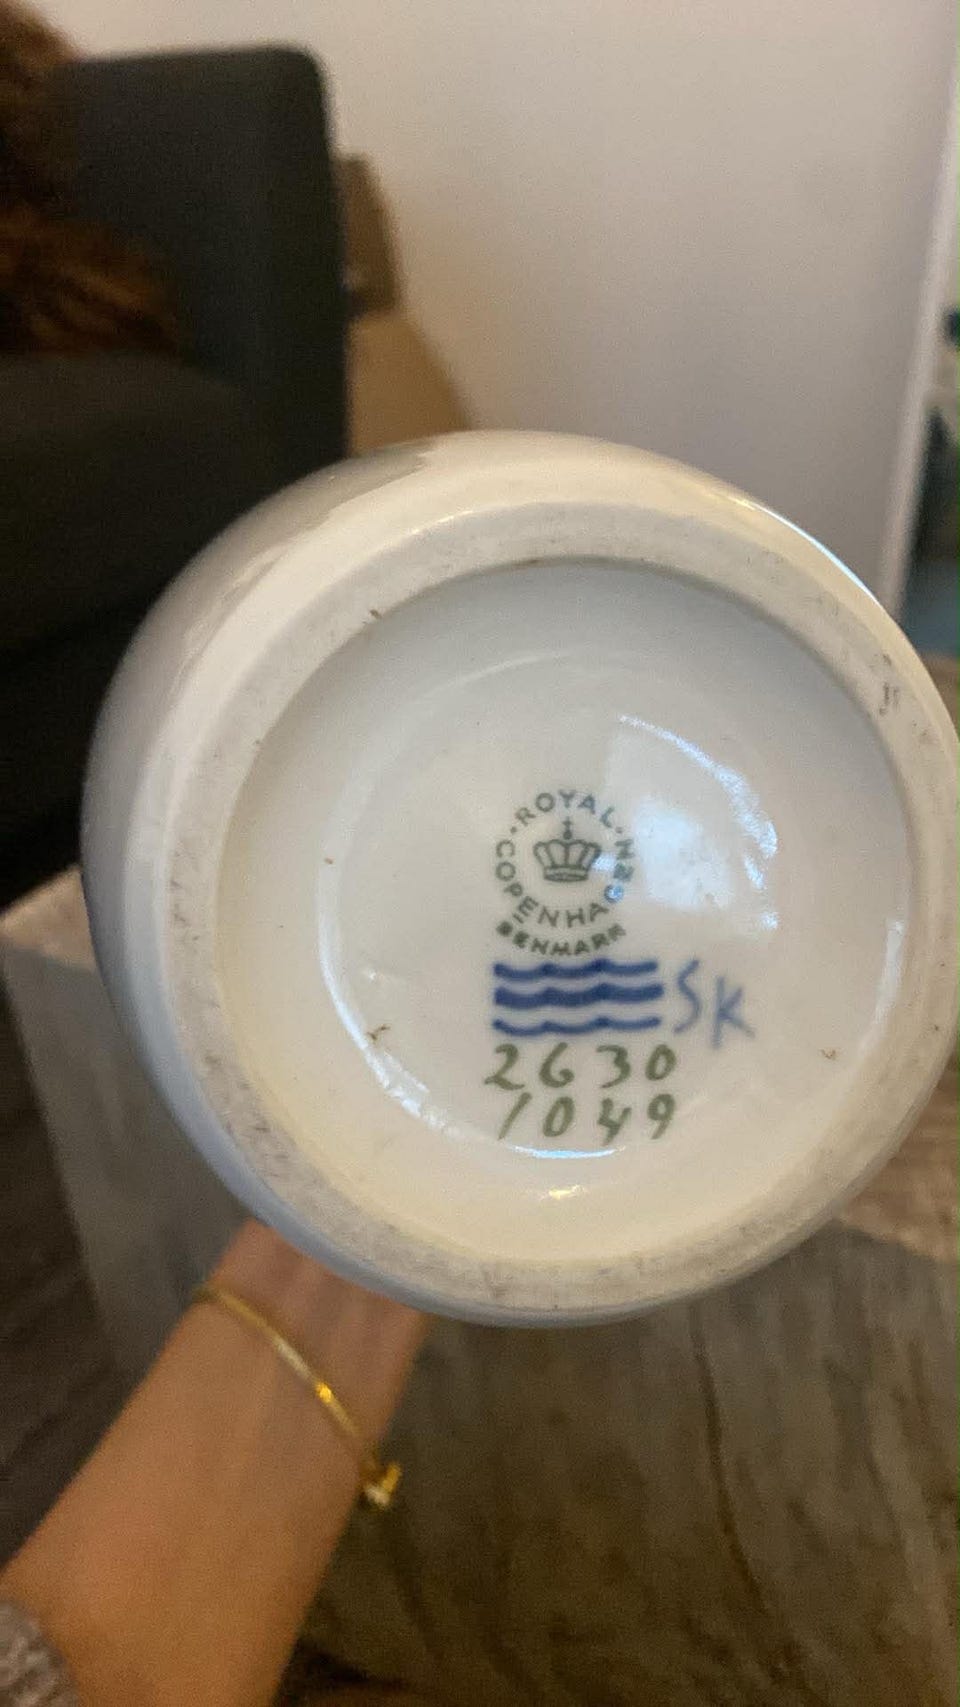 ROYAL
COPENHAGEN
DENMARK
SK
2630
1049